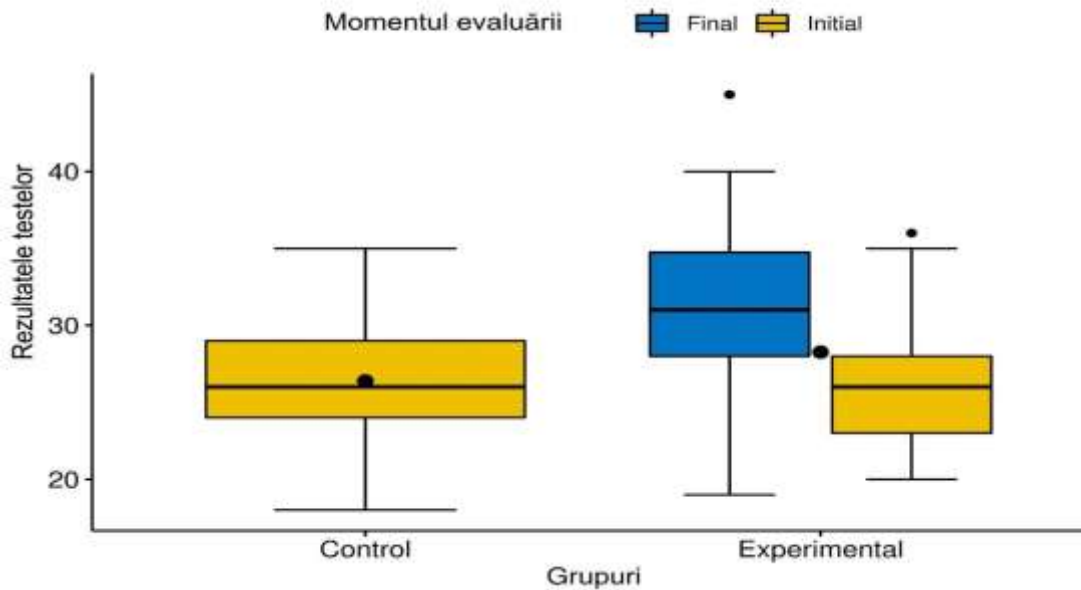 Momentul evaluării Final Initial
Rezultatele testelor
40
30
20
Control Experimental
Grupuri